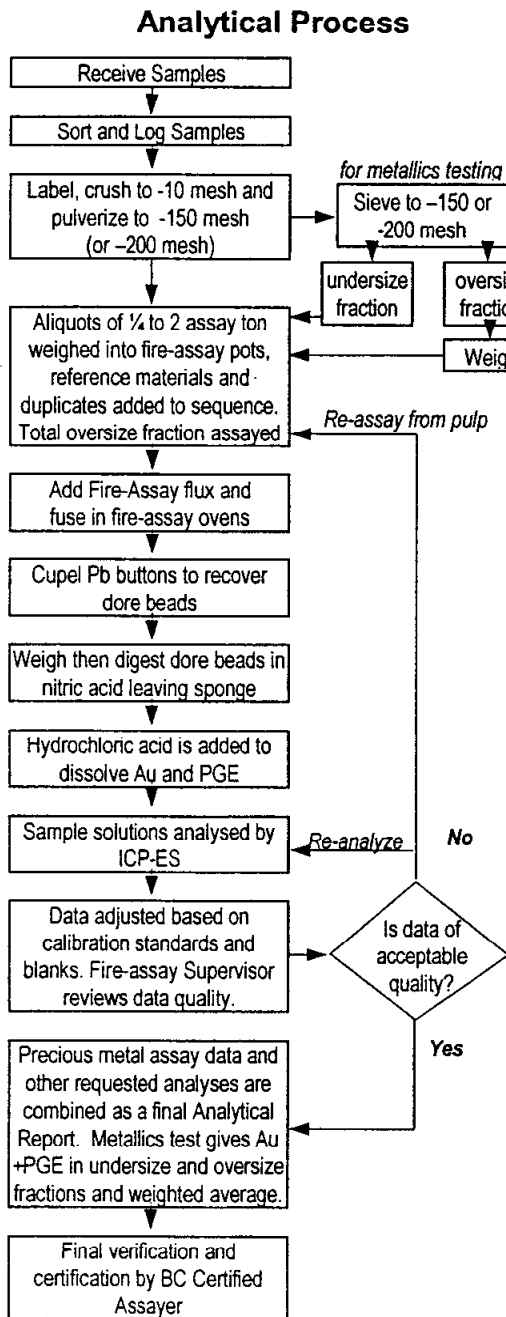 Analytical Process
Receive Samples
Sort and Log Samples
Label, crush to -10 mesh and
pulverize to -150 mesh
(or –200 mesh)
for metallics testing
Sieve to –150 or
-200 mesh
undersize
fraction
Aliquots of ¼ to 2 assay ton
weighed into fire-assay pots,
reference materials and
duplicates added to sequence.
Total oversize fraction assayed
Re-assay from pulp
Add Fire-Assay flux and
fuse in fire-assay ovens
Cupel Pb buttons to recover
dore beads
Weigh then digest dore beads in
nitric acid leaving sponge
Hydrochloric acid is added to
dissolve Au and PGE
Sample solutions analysed by
ICP-ES
Re-analyze
No
Data adjusted based on
calibration standards and
blanks. Fire-assay Supervisor
reviews data quality.
Is data of
acceptable
quality?
Yes
Precious metal assay data and
other requested analyses are
combined as a final Analytical
Report. Metallics test gives Au
+PGE in undersize and oversize
fractions and weighted average.
Final verification and
certification by BC Certified
Assayer